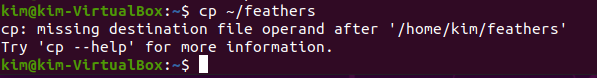 kim@kim-VirtualBox:~$ cp ~/feathers
cp: missing destination file operand after '/home/kim/feathers'
Try 'cp --help' for more information.
kim@kim-VirtualBox:~$